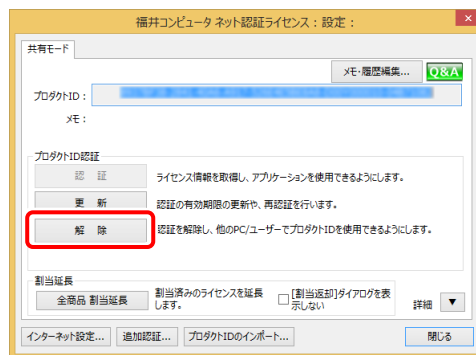 福井コンピュータ ネット認証ライセンス：設定：
x
共有モード
メモ・履歴編集...
Q&A
プロダクトID：
メモ：
プロダクトID認証
認 証
ライセンス情報を取得し、アプリケーションを使用できるようにします。
更 新
認証の有効期限の更新や、再認証を行います。
解 除
認証を解除し、他のPC/ユーザーでプロダクトIDを使用できるようにします。
割当延長
全商品 割当延長
割当済みのライセンスを延長
します。
[割当返却]ダイアログを表
示しない
詳細 ▼
インターネット設定...
追加認証...
プロダクトIDのインポート...
閉じる